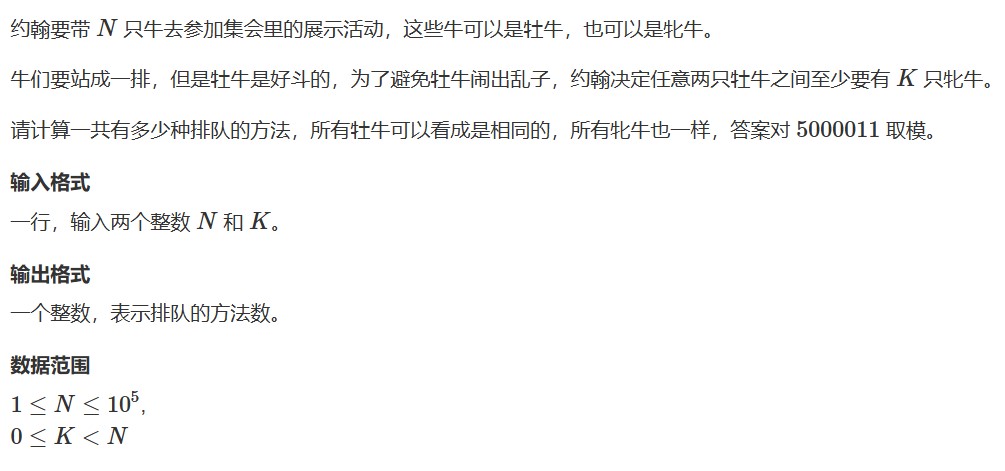 约翰要带 N 只牛去参加集会里的展示活动，这些牛可以是牡牛，也可以是牝牛。
牛们要站成一排，但是牡牛是好斗的，为了避免牡牛闹出乱子，约翰决定任意两只牡牛之间至少要有 K 只牝牛。
请计算一共有多少种排队的方法，所有牡牛可以看成是相同的，所有牝牛也一样，答案对 5000011 取模。
输入格式
一行，输入两个整数 N 和 K。
输出格式
一个整数，表示排队的方法数。
数据范围
1 ≤ N ≤ 10⁵,
0 ≤ K < N